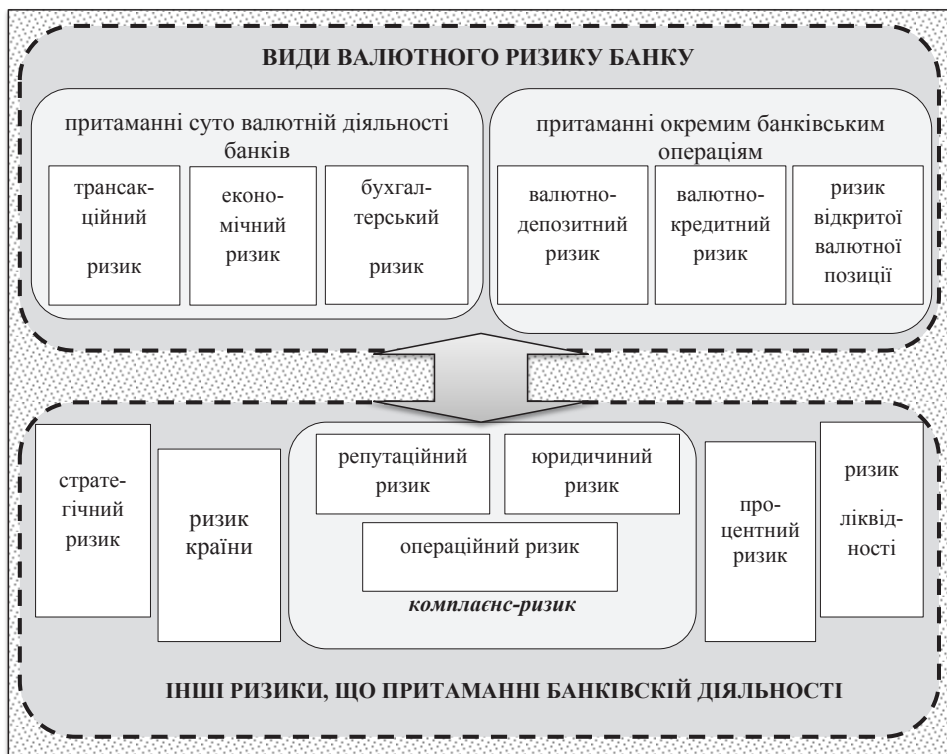 ВИДИ ВАЛЮТНОГО РИЗИКУ БАНКУ
притаманні суто валютній діяльності
банків
трансак-
ційний
ризик
еконо-
мічний
ризик
бухгал-
терський
ризик
притаманні окремим банківським
операціям
валютно-
депозитний
ризик
валютно-
кредитний
ризик
ризик
відкритої
валютної
позиції
страте-
гічний
ризик
ризик
країни
репутаційний
ризик
юридичиний
ризик
операційний ризик
комплаєнс-ризик
про-
центний
ризик
ризик
ліквід-
ності
ІНШІ РИЗИКИ, ЩО ПРИТАМАННІ БАНКІВСКІЙ ДІЯЛЬНОСТІ